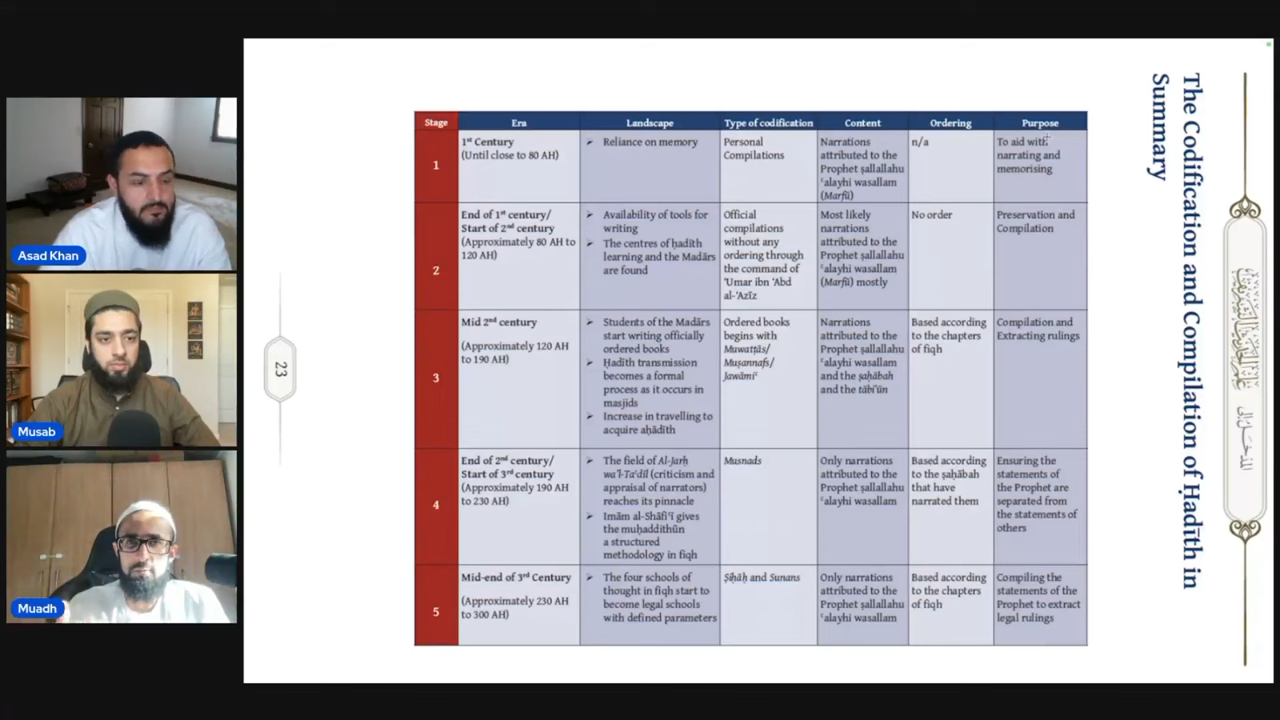 Asad Khan
Musab
Muadh
The Codification and Compilation of Ḥadīth in
Summary
23
Stage
Era
Landscape
Type of codification
Content
Ordering
Purpose
1
1st Century
(Until close to 80 AH)
➢ Reliance on memory
Personal
Compilations
Narrations
attributed to the
Prophet ṣallallahu
ʿalayhi wasallam
(Marfū)
n/a
To aid with
narrating and
memorising
2
End of 1st century/
Start of 2nd century
(Approximately 80 AH to
120 AH)
➢ Availability of tools for
writing
➢ The centres of ḥadīth
learning and the Madārs
are found
Official
compilations
without any
ordering through
the command of
ʿUmar ibn ʿAbd
al-ʿAzīz
Most likely
narrations
attributed to the
Prophet ṣallallahu
ʿalayhi wasallam
(Marfū) mostly
No order
Preservation and
Compilation
3
Mid 2nd century
(Approximately 120 AH
to 190 AH)
➢ Students of the Madārs
start writing officially
ordered books
➢ Ḥadīth transmission
becomes a formal
process as it occurs in
masjids
➢ Increase in travelling to
acquire aḥādīth
Ordered books
begins with
Muwaṭṭās/
Muṣannafs/
Jawāmiʿ
Narrations
attributed to the
Prophet ṣallallahu
ʿalayhi wasallam
and the ṣaḥābah
and the tābiʿūn
Based according
to the chapters
of fiqh
Compilation and
Extracting rulings
4
End of 2nd century/
Start of 3rd century
(Approximately 190 AH
to 230 AH)
➢ The field of Al-Jarḥ
wa'l-Taʿdīl (criticism and
appraisal of narrators)
reaches its pinnacle
➢ Imām al-Shāfiʿī gives
the muḥaddithūn
a structured
methodology in fiqh
Musnads
Only narrations
attributed to the
Prophet ṣallallahu
ʿalayhi wasallam
Based according
to the ṣaḥābah
that have
narrated them
Ensuring the
statements of
the Prophet are
separated from
the statements of
others
5
Mid-end of 3rd Century
(Approximately 230 AH
to 300 AH)
➢ The four schools of
thought in fiqh start to
become legal schools
with defined parameters
Ṣiḥāḥ and Sunans
Only narrations
attributed to the
Prophet ṣallallahu
ʿalayhi wasallam
Based according
to the chapters
of fiqh
Compiling the
statements of the
Prophet to extract
legal rulings